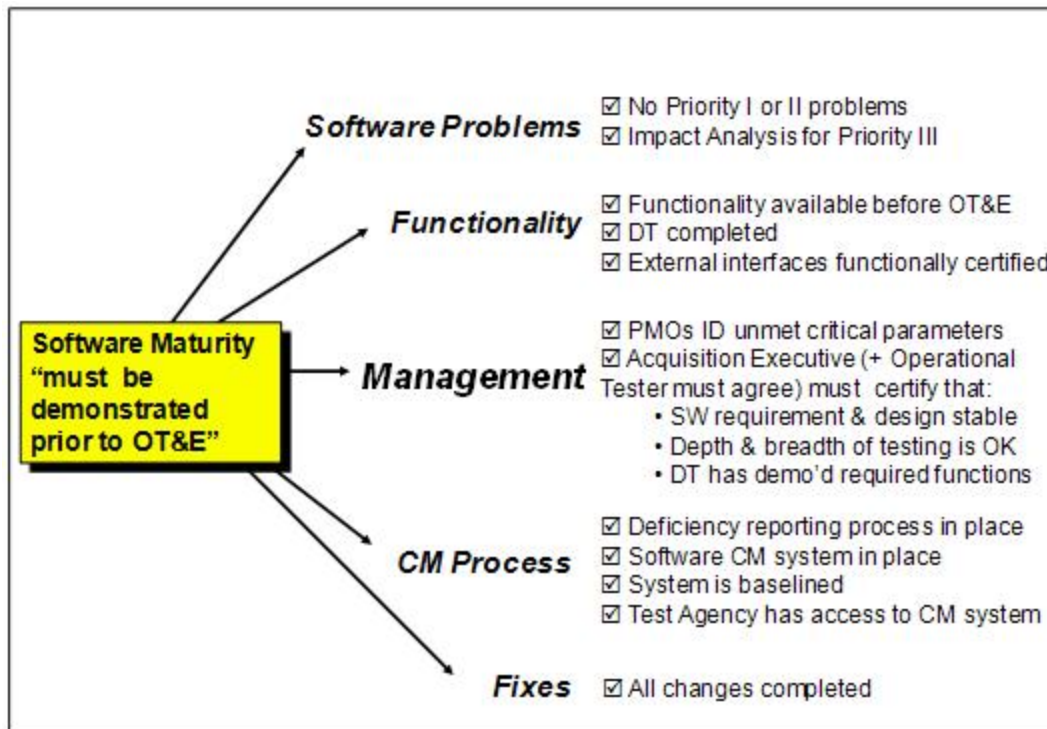 Software Maturity
“must be
demonstrated
prior to OT&E”
Software Problems
☑ No Priority I or II problems
☑ Impact Analysis for Priority III
Functionality
☑ Functionality available before OT&E
☑ DT completed
☑ External interfaces functionally certified
Management
☑ PMOs ID unmet critical parameters
☑ Acquisition Executive (+ Operational
Tester must agree) must certify that:
• SW requirement & design stable
• Depth & breadth of testing is OK
• DT has demo’d required functions
CM Process
☑ Deficiency reporting process in place
☑ Software CM system in place
☑ System is baselined
☑ Test Agency has access to CM system
Fixes
☑ All changes completed